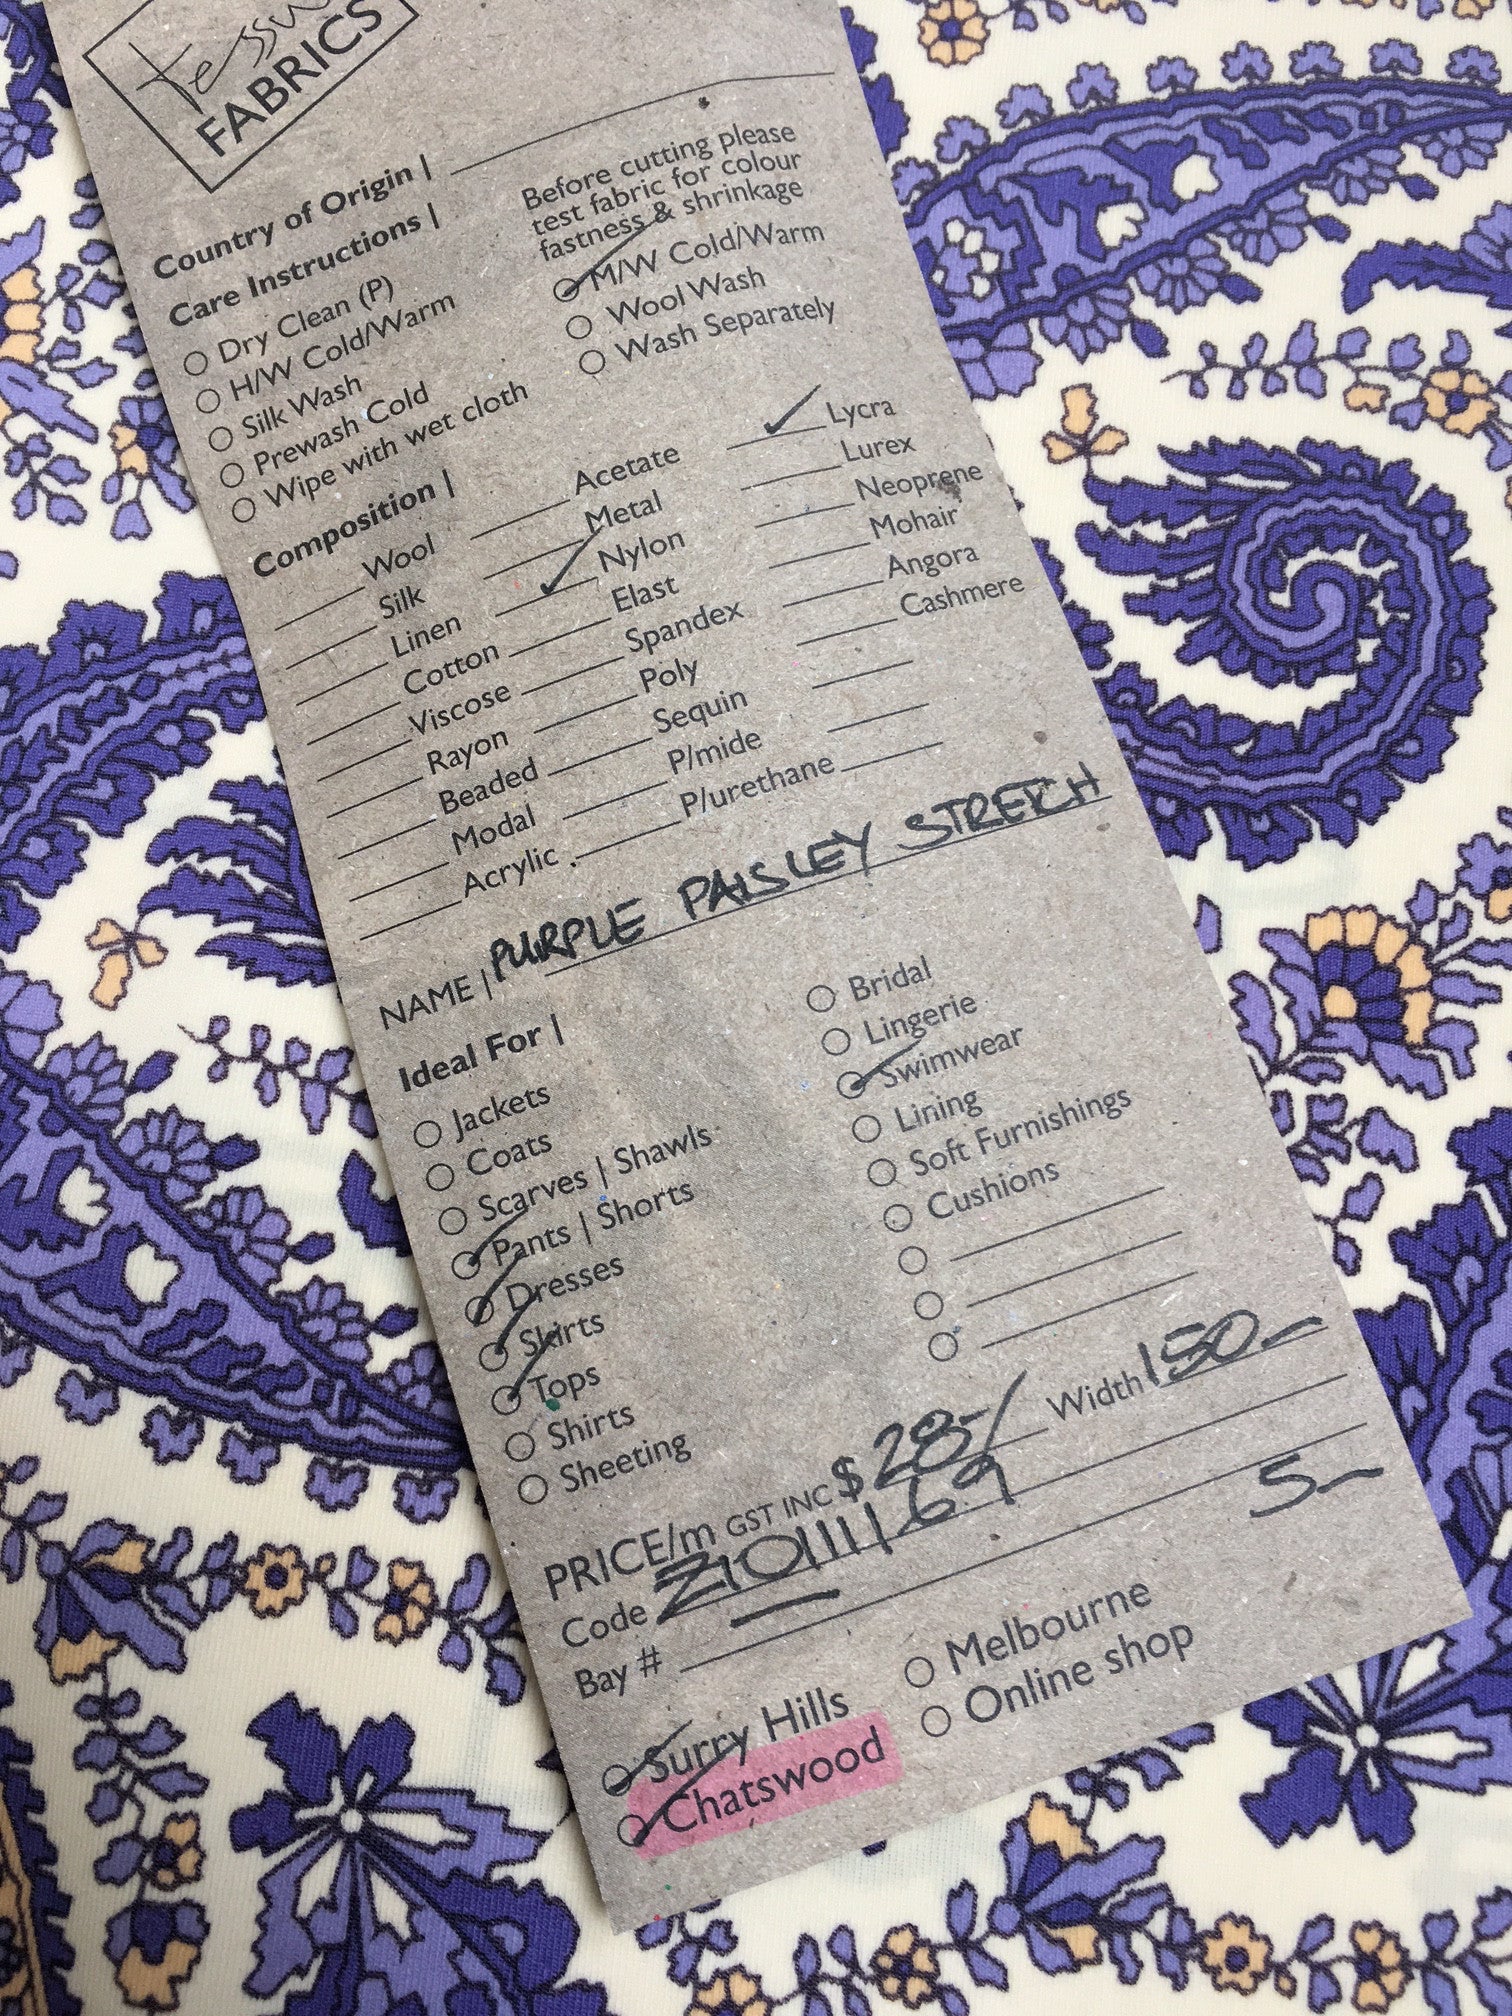 FABRICS
Country of Origin |
Care Instructions |
Before cutting please
test fabric for colour
fastness & shrinkage
Dry Clean (P)
H/W Cold/Warm
Silk Wash
Prewash Cold
Wipe with wet cloth
M/W Cold/Warm
Wool Wash
Wash Separately
Composition |
Wool
Silk
Linen
Cotton
Viscose
Rayon
Beaded
Modal
Acrylic
Acetate
Metal
Nylon
Elast
Spandex
Poly
Sequin
P/mide
P/urethane
Lycra
Lurex
Neoprene
Mohair
Angora
Cashmere
NAME | PURPLE PAISLEY STRETCH
Ideal For |
Jackets
Coats
Scarves | Shawls
Pants | Shorts
Dresses
Skirts
Tops
Shirts
Sheeting
Bridal
Lingerie
Swimwear
Lining
Soft Furnishings
Cushions
PRICE/m GST INC $ 28-/ Width 150-
Code
Bay #
5-
Surry Hills
Chatswood
Melbourne
Online shop